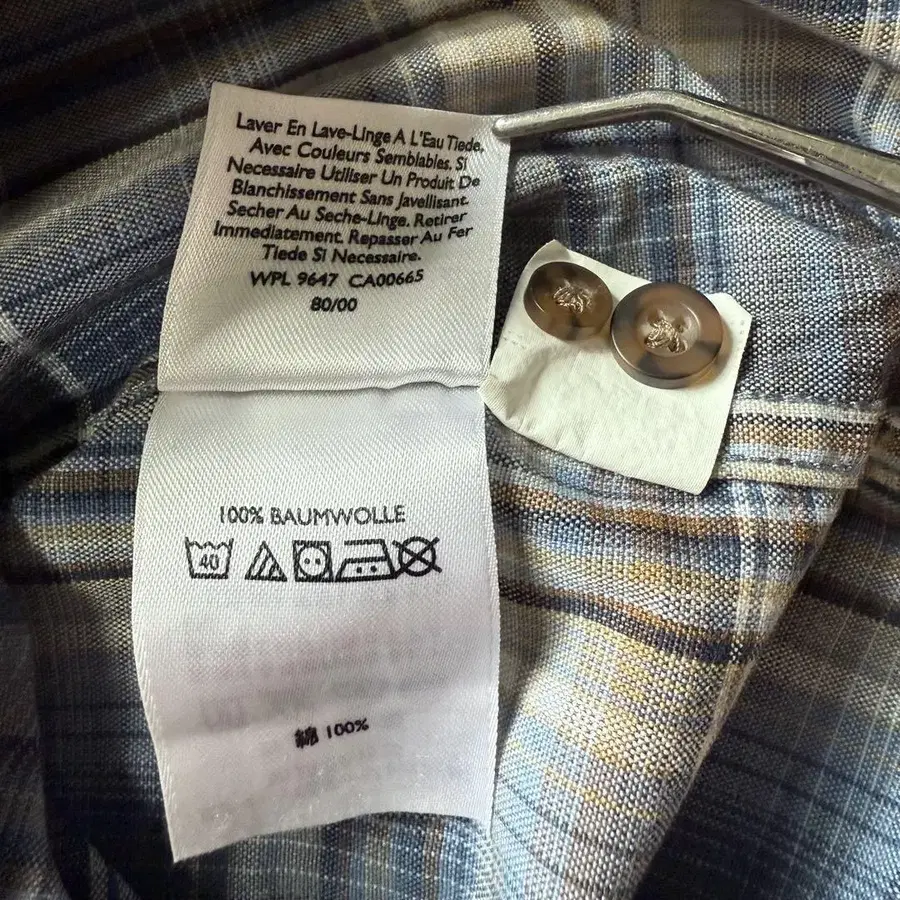 Laver En Lave-Linge A L'Eau Tiede.
Avec Couleurs Semblables. Si
Necessaire Utiliser Un Produit De
Blanchissement Sans Javellisant.
Secher Au Seche-Linge. Retirer
Immediatement. Repasser Au Fer
Tiede Si Necessaire.
WPL 9647 CA00665
80/00
100% BAUMWOLLE
40
綿 100%